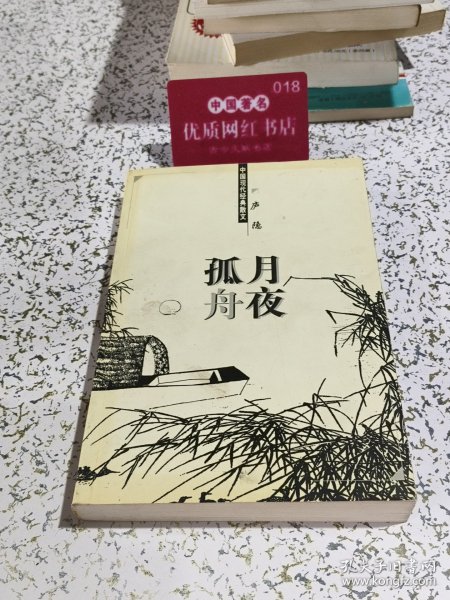 018
中国著名
优质网红书店
中国现代经典散文
庐隐
月夜
孤舟
孔夫子旧书网
www.kongfz.com